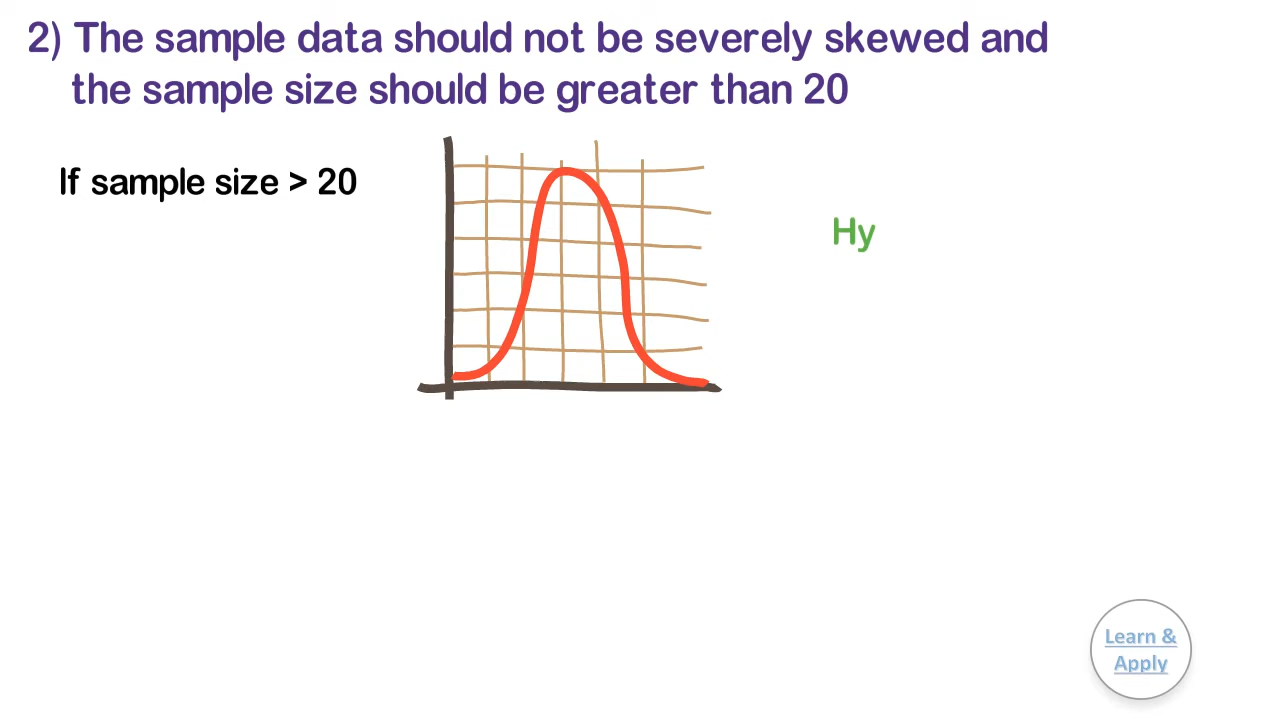 2) The sample data should not be severely skewed and
the sample size should be greater than 20
If sample size > 20
Hy
Learn &
Apply